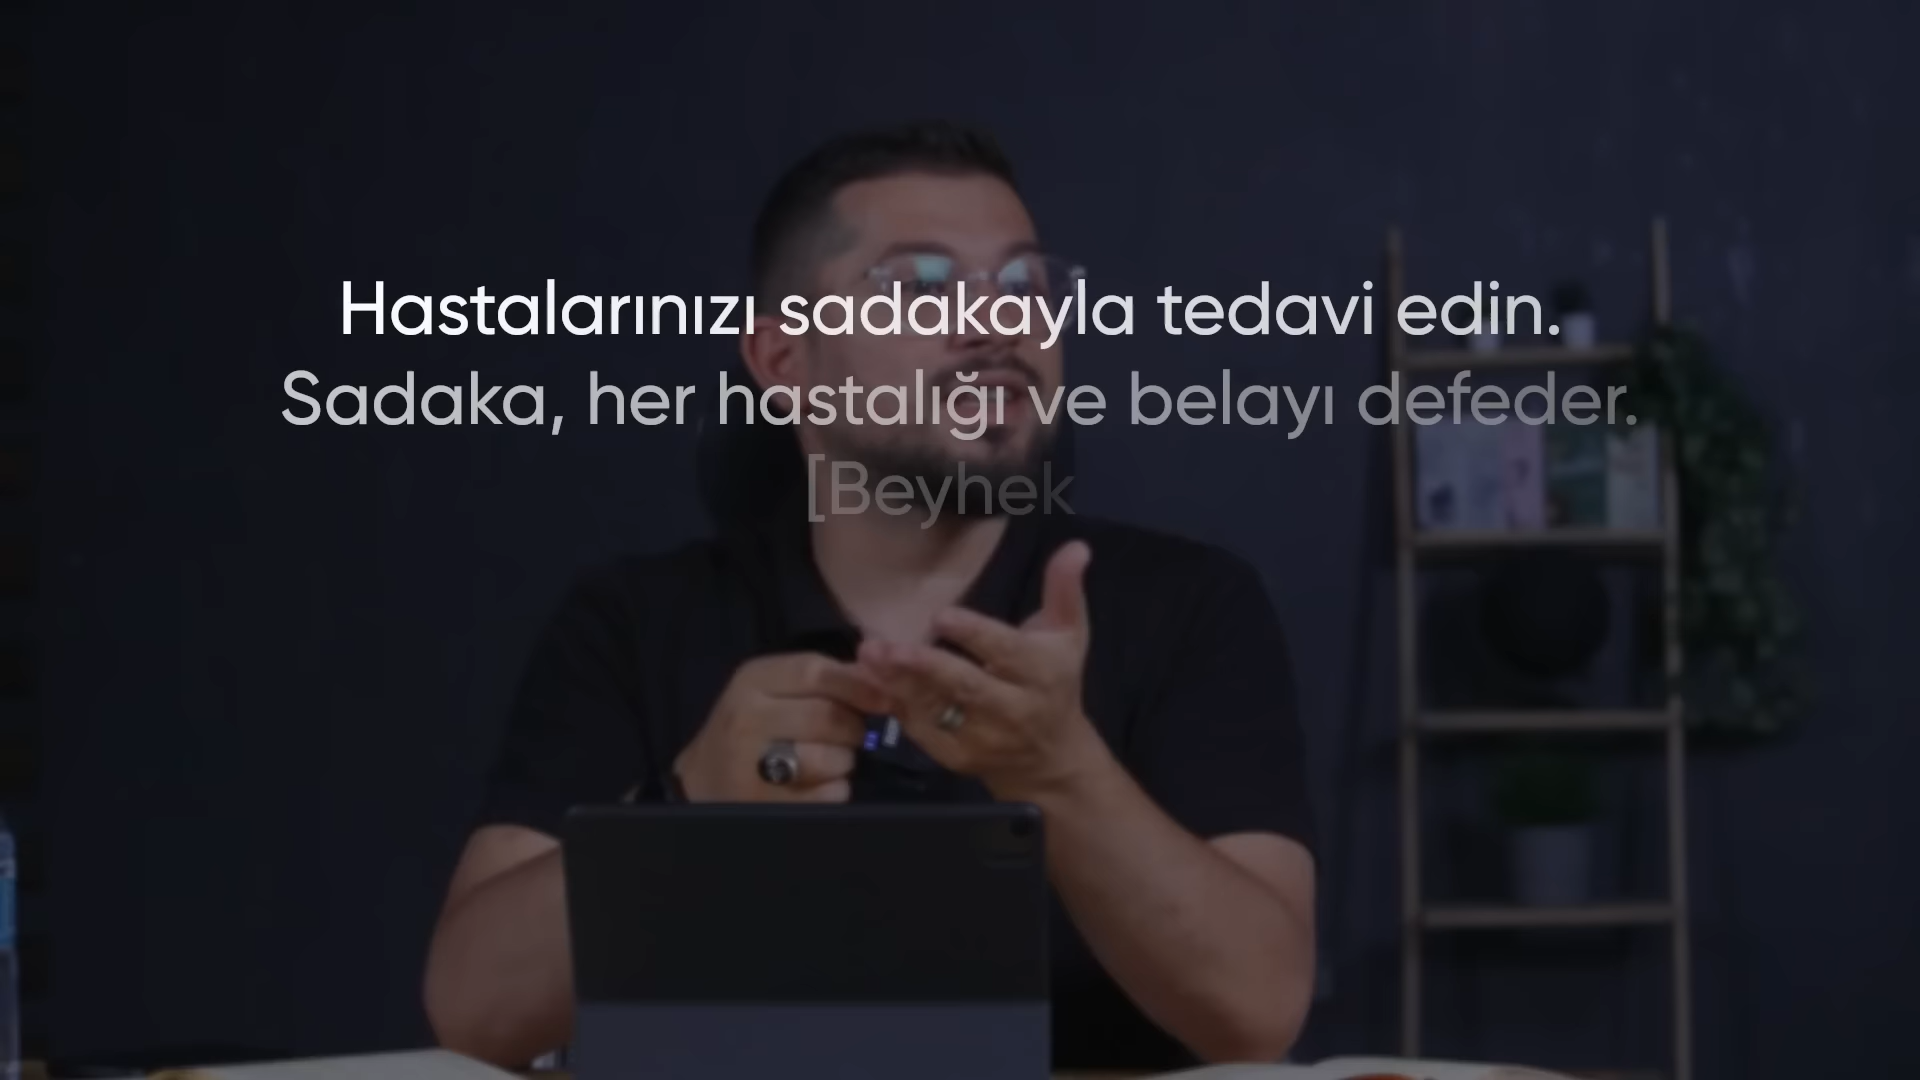 Hastalarınızı sadakayla tedavi edin.
Sadaka, her hastalığı ve belayı defeder.
[Beyhek